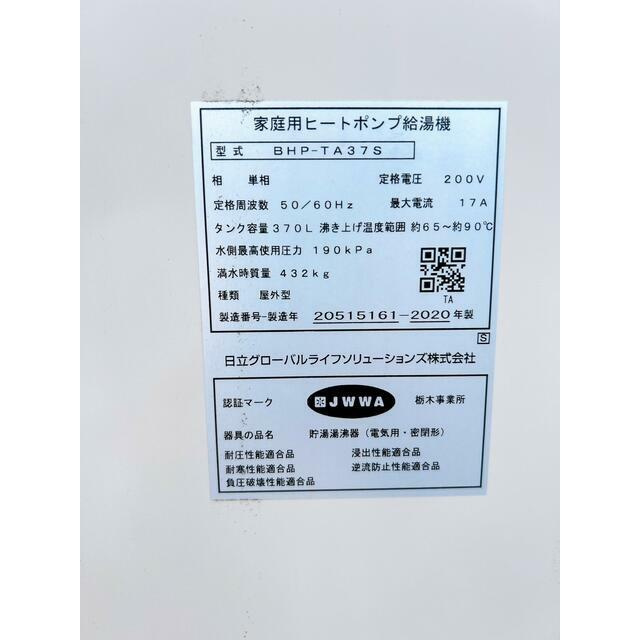 家庭用ヒートポンプ給湯機
型式 BHP-TA37S
相 単相 定格電圧 200V
定格周波数 50/60Hz 最大電流 17A
タンク容量 370L 沸き上げ温度範囲 約65~約90℃
水側最高使用圧力 190kPa
満水時質量 432kg
種類 屋外型
TA
製造番号-製造年 20515161-2020年製
S
日立グローバルライフソリューションズ株式会社
認証マーク JWWA 栃木事業所
器具の品名 貯湯湯沸器(電気用・密閉形)
耐圧性能適合品 浸出性能適合品
耐寒性能適合品 逆流防止性能適合品
負圧破壊性能適合品